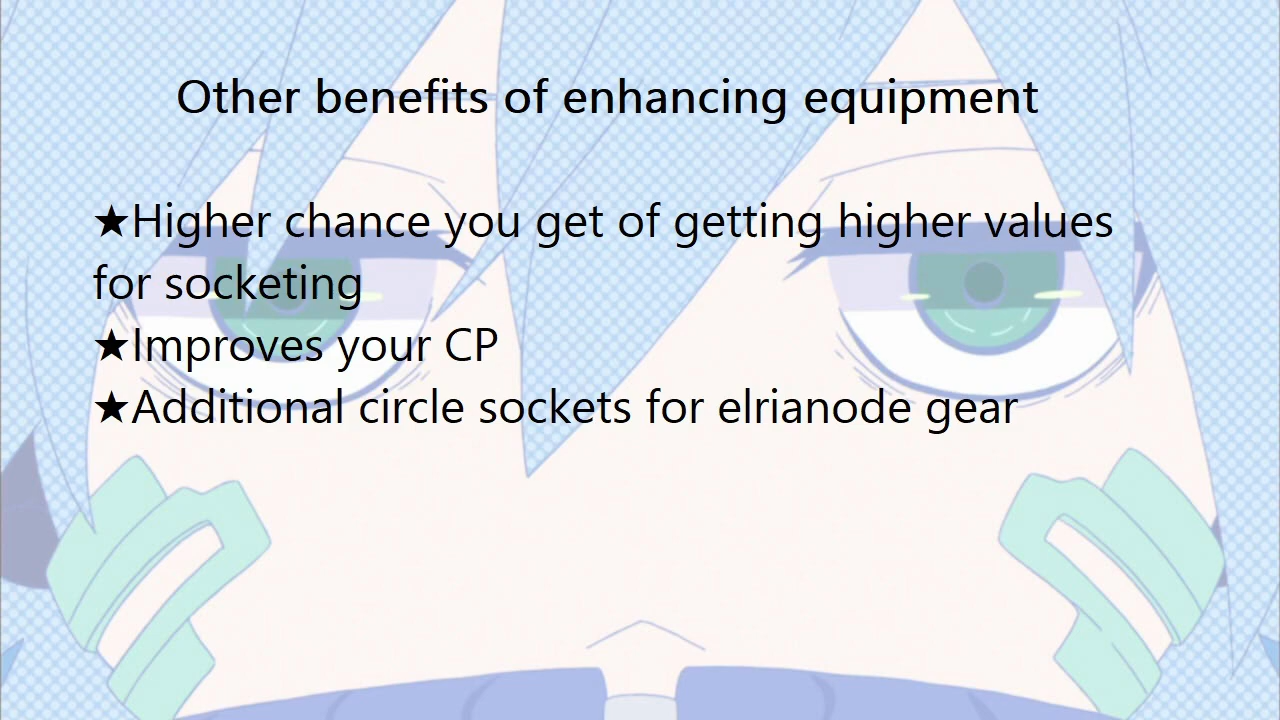 Other benefits of enhancing equipment
★Higher chance you get of getting higher values
for socketing
★Improves your CP
★Additional circle sockets for elrianode gear